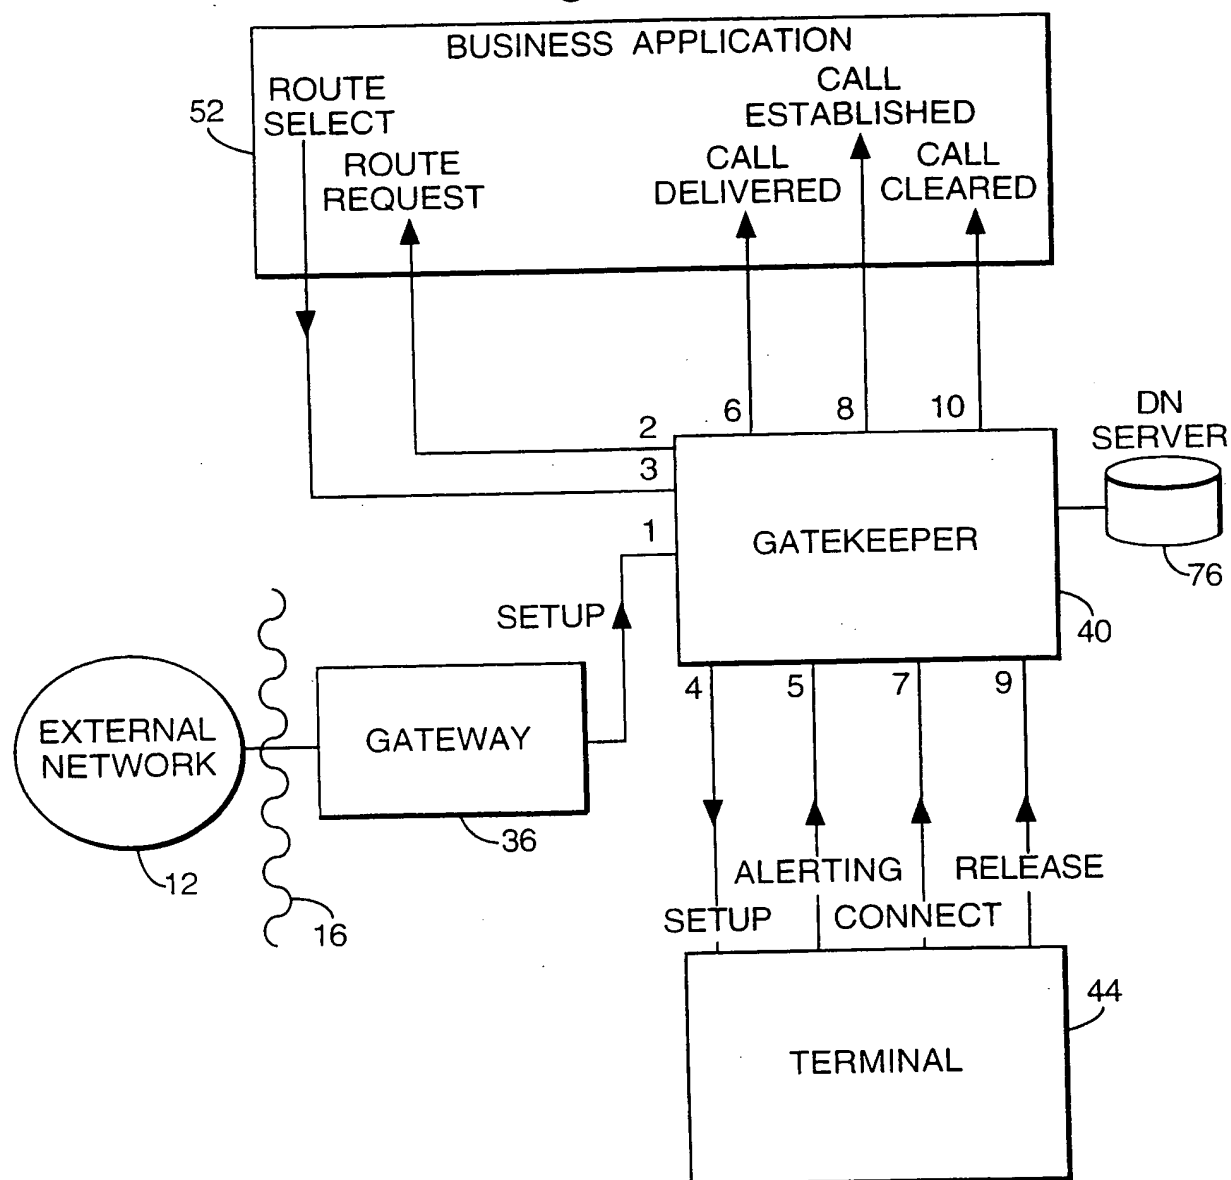 BUSINESS APPLICATION
ROUTE
SELECT
ROUTE
REQUEST
CALL
DELIVERED
CALL
ESTABLISHED
CALL
CLEARED
52
2
3
1
6
8
10
DN
SERVER
76
GATEKEEPER
40
SETUP
EXTERNAL
NETWORK
12
16
GATEWAY
36
4
5
7
9
SETUP
ALERTING
CONNECT
RELEASE
TERMINAL
44